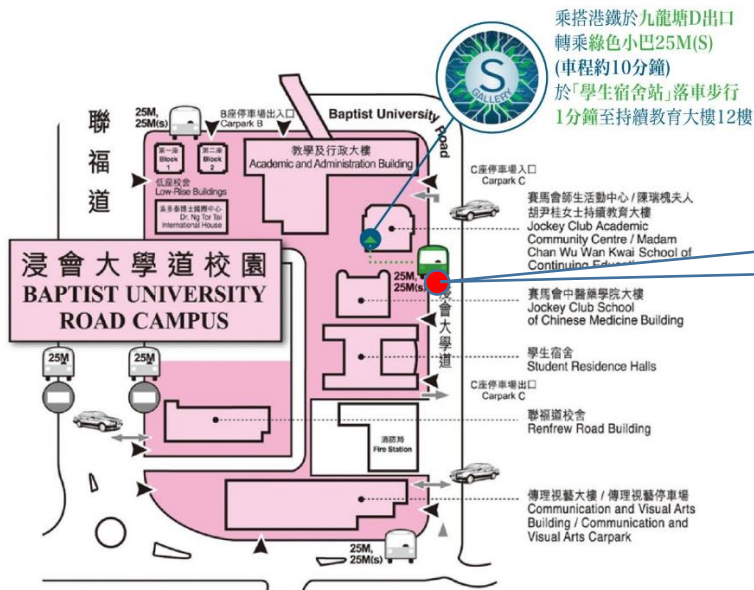 乘搭港鐵於九龍塘D出口
轉乘綠色小巴25M(S)
(車程約10分鐘)
於「學生宿舍站」落車步行
1分鐘至持續教育大樓12樓
S
GALLERY
聯福道
25M,
25M(s)
B座停車場出入口
Carpark B
Baptist University Road
第一座
Block
1
第二座
Block
2
教學及行政大樓
Academic and Administration Building
低座校舍
Low-Rise Buildings
吳多泰博士國際中心
Dr. Ng Tor Tai
International House
C座停車場入口
Carpark C
賽馬會師生活動中心 / 陳瑞槐夫人
胡尹桂女士持續教育大樓
Jockey Club Academic
Community Centre / Madam
Chan Wu Wan Kwai School of
Continuing
浸會大學道校園
BAPTIST UNIVERSITY
ROAD CAMPUS
25M,
25M(s)
浸會大學道
賽馬會中醫藥學院大樓
Jockey Club School
of Chinese Medicine Building
25M
25M
學生宿舍
Student Residence Halls
C座停車場出口
Carpark C
聯福道校舍
Renfrew Road Building
消防局
Fire Station
傳理視藝大樓 / 傳理視藝停車場
Communication and Visual Arts
Building / Communication and
Visual Arts Carpark
25M,
25M(s)